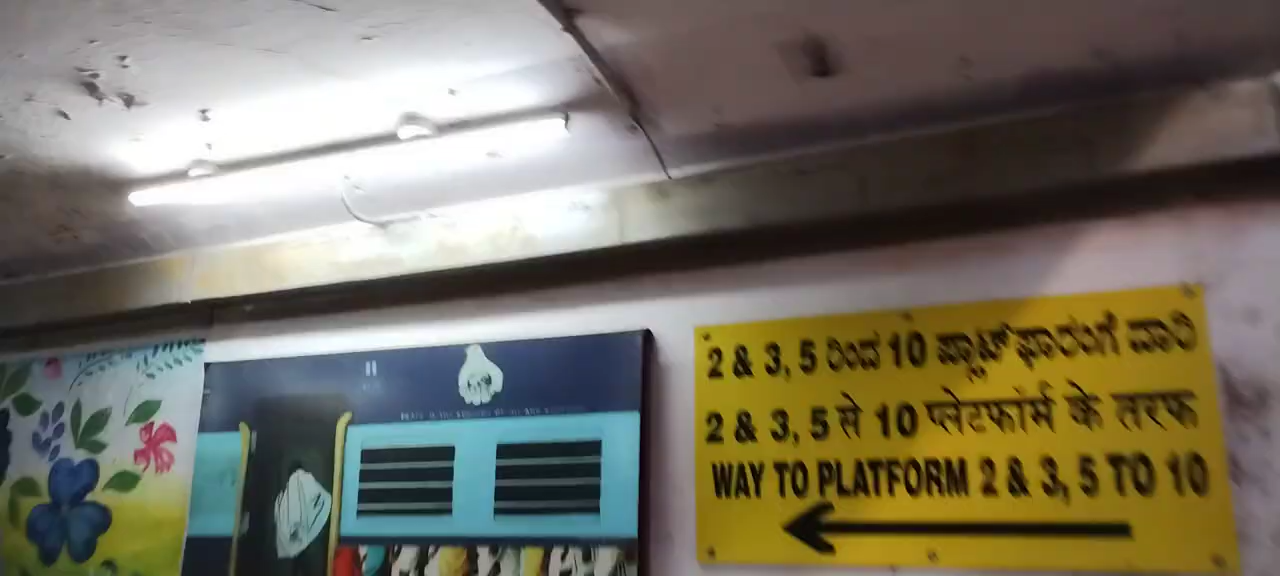 2 & 3, 5 ರಿಂದ 10 ಪ್ಲಾಟ್ ಫಾರಂಗೆ ದಾರಿ
2 & 3, 5 से 10 प्लेटफॉर्म के तरफ
WAY TO PLATFORM 2 & 3, 5 TO 10